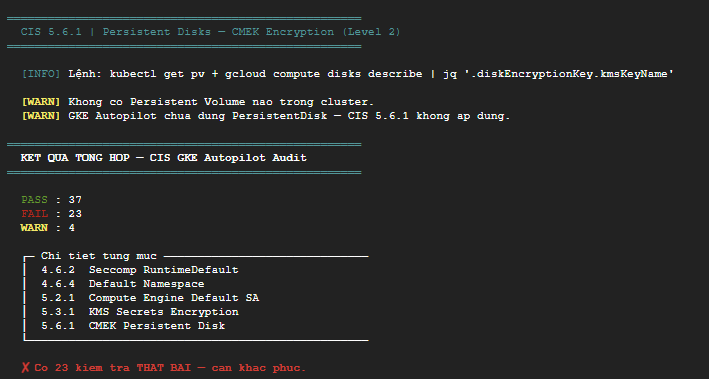 CIS 5.6.1 | Persistent Disks — CMEK Encryption (Level 2)
[INFO] Lệnh: kubectl get pv + gcloud compute disks describe | jq '.diskEncryptionKey.kmsKeyName'
[WARN] Khong co Persistent Volume nao trong cluster.
[WARN] GKE Autopilot chua dung PersistentDisk — CIS 5.6.1 khong ap dung.
KET QUA TONG HOP — CIS GKE Autopilot Audit
PASS : 37
FAIL : 23
WARN : 4
Chi tiet tung muc
4.6.2 Seccomp RuntimeDefault
4.6.4 Default Namespace
5.2.1 Compute Engine Default SA
5.3.1 KMS Secrets Encryption
5.6.1 CMEK Persistent Disk
✘ Co 23 kiem tra THAT BAI — can khac phuc.